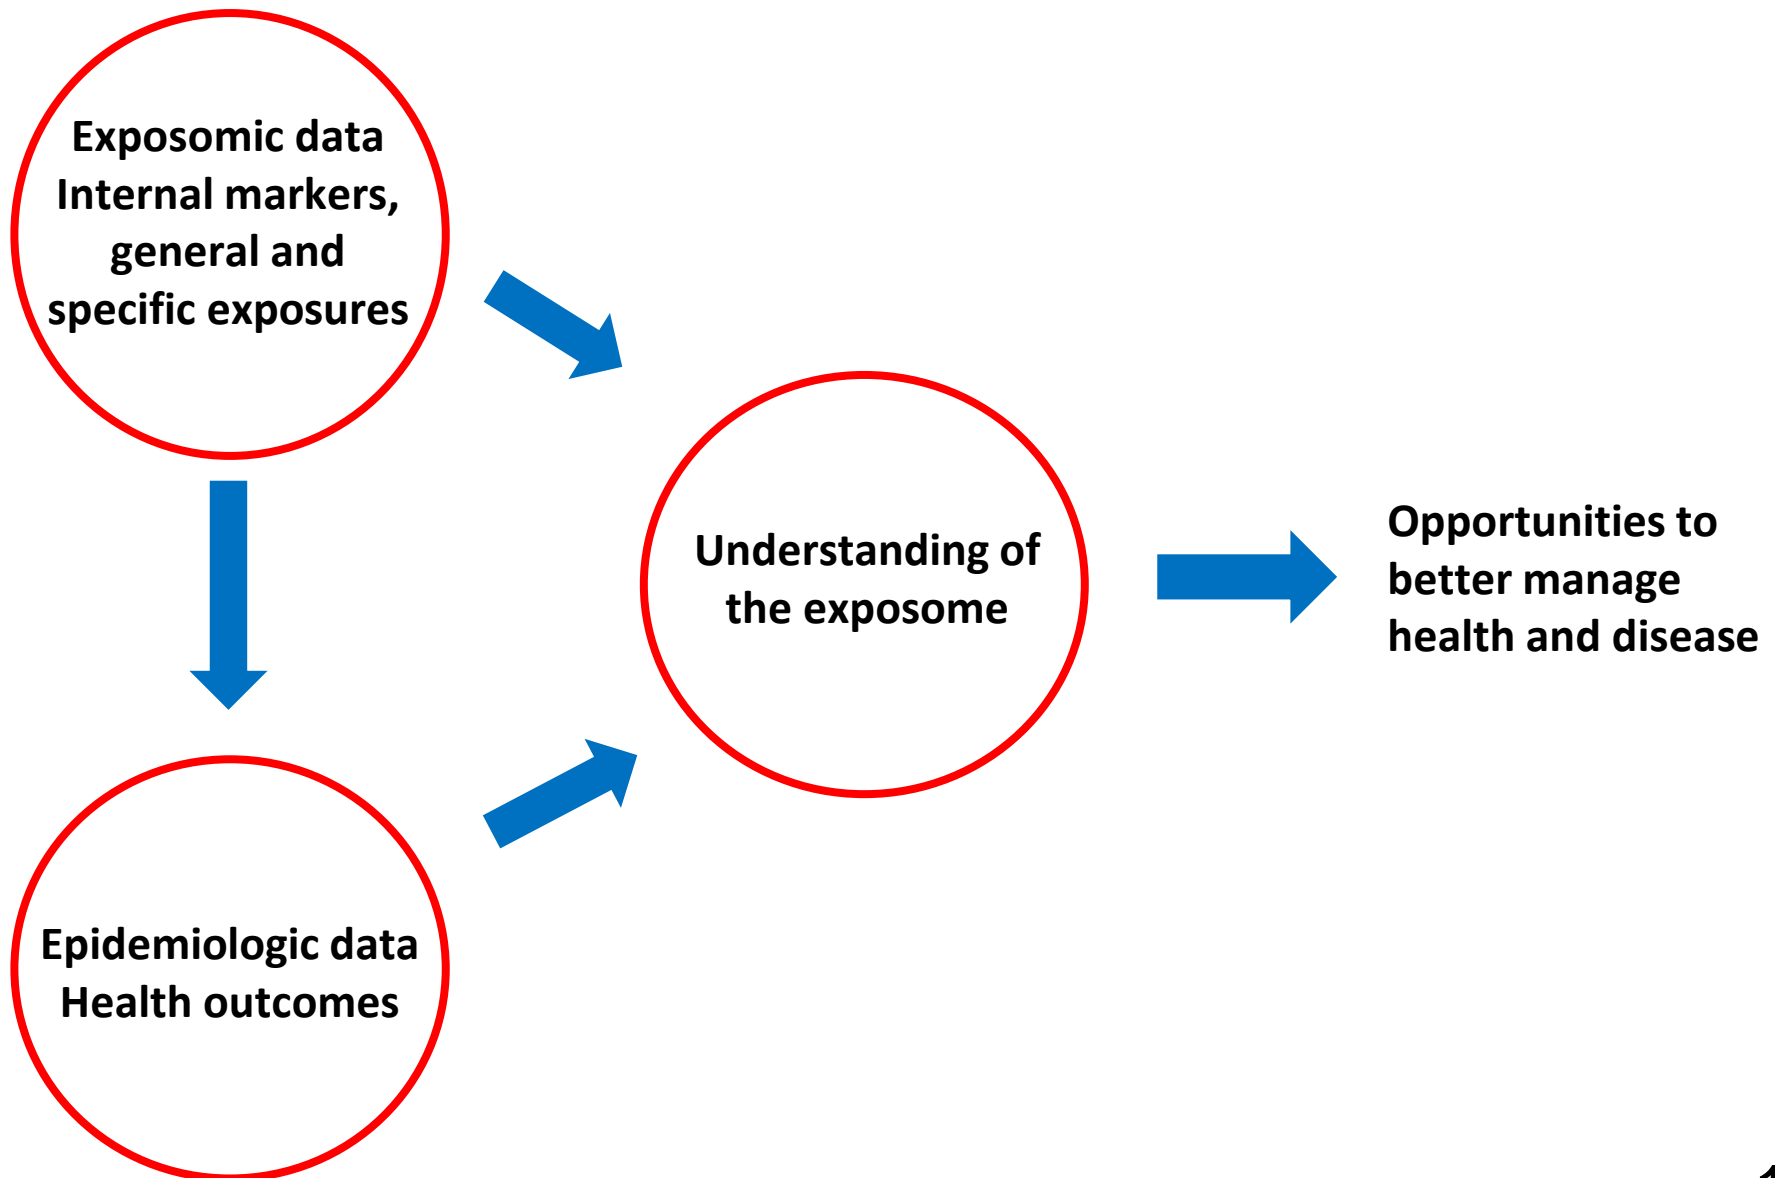 Exposomic data
Internal markers,
general and
specific exposures
Understanding of
the exposome
Opportunities to
better manage
health and disease
Epidemiologic data
Health outcomes